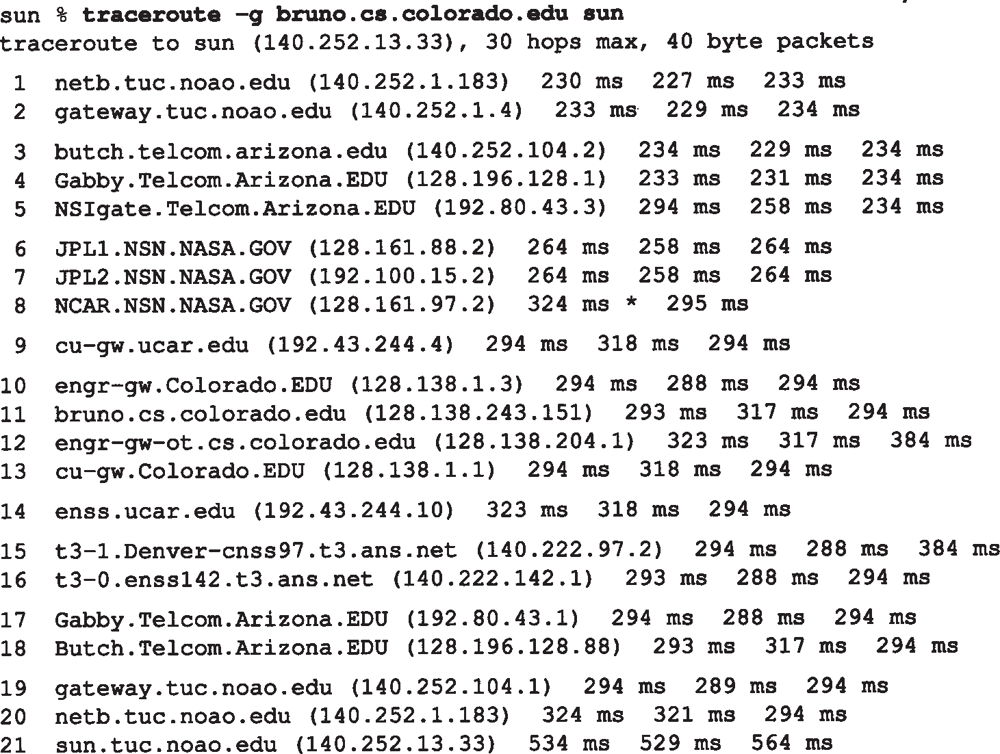 sun % traceroute -g bruno.cs.colorado.edu sun
traceroute to sun (140.252.13.33), 30 hops max, 40 byte packets
1 netb.tuc.noao.edu (140.252.1.183) 230 ms 227 ms 233 ms
2 gateway.tuc.noao.edu (140.252.1.4) 233 ms 229 ms 234 ms
3 butch.telcom.arizona.edu (140.252.104.2) 234 ms 229 ms 234 ms
4 Gabby.Telcom.Arizona.EDU (128.196.128.1) 233 ms 231 ms 234 ms
5 NSIgate.Telcom.Arizona.EDU (192.80.43.3) 294 ms 258 ms 234 ms
6 JPL1.NSN.NASA.GOV (128.161.88.2) 264 ms 258 ms 264 ms
7 JPL2.NSN.NASA.GOV (192.100.15.2) 264 ms 258 ms 264 ms
8 NCAR.NSN.NASA.GOV (128.161.97.2) 324 ms * 295 ms
9 cu-gw.ucar.edu (192.43.244.4) 294 ms 318 ms 294 ms
10 engr-gw.Colorado.EDU (128.138.1.3) 294 ms 288 ms 294 ms
11 bruno.cs.colorado.edu (128.138.243.151) 293 ms 317 ms 294 ms
12 engr-gw-ot.cs.colorado.edu (128.138.204.1) 323 ms 317 ms 384 ms
13 cu-gw.Colorado.EDU (128.138.1.1) 294 ms 318 ms 294 ms
14 enss.ucar.edu (192.43.244.10) 323 ms 318 ms 294 ms
15 t3-1.Denver-cnss97.t3.ans.net (140.222.97.2) 294 ms 288 ms 384 ms
16 t3-0.enss142.t3.ans.net (140.222.142.1) 293 ms 288 ms 294 ms
17 Gabby.Telcom.Arizona.EDU (192.80.43.1) 294 ms 288 ms 294 ms
18 Butch.Telcom.Arizona.EDU (128.196.128.88) 293 ms 317 ms 294 ms
19 gateway.tuc.noao.edu (140.252.104.1) 294 ms 289 ms 294 ms
20 netb.tuc.noao.edu (140.252.1.183) 324 ms 321 ms 294 ms
21 sun.tuc.noao.edu (140.252.13.33) 534 ms 529 ms 564 ms